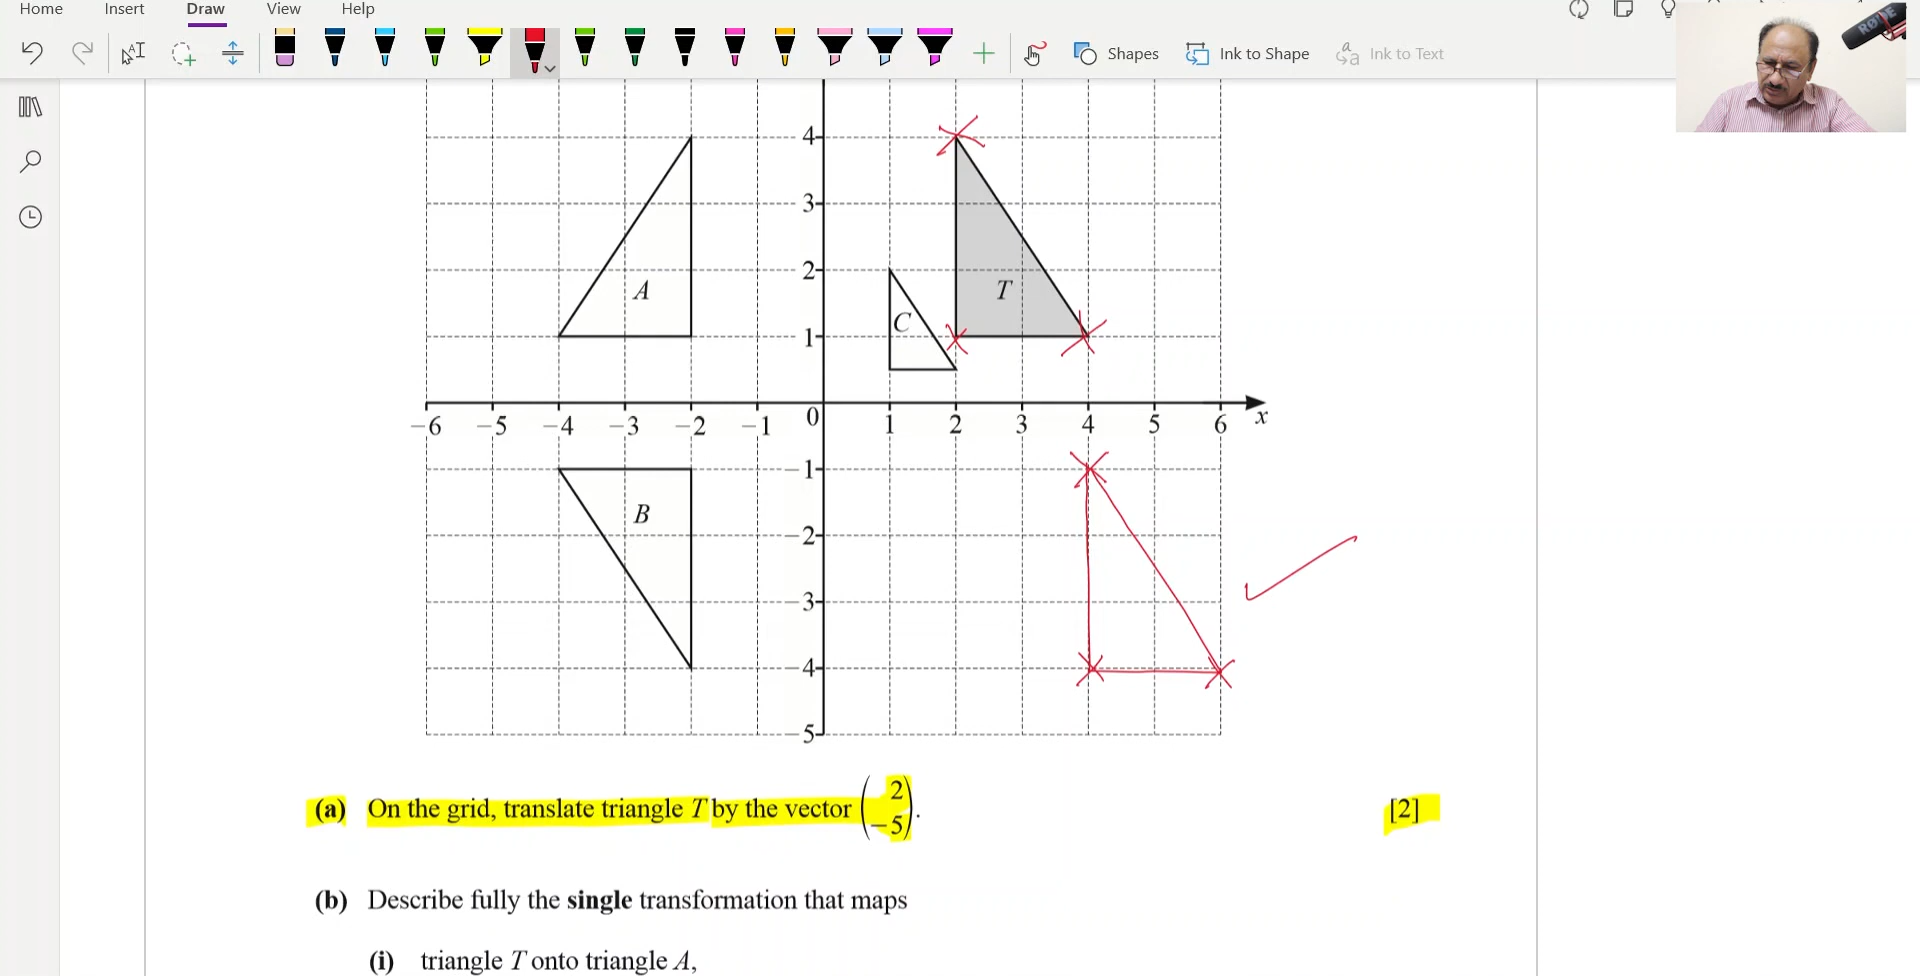 Home Insert Draw View Help
Shapes Ink to Shape Ink to Text
RØDE
4
3
2
1
A
C
T
−6 −5 −4 −3 −2 −1 0 1 2 3 4 5 6 x
−1
B
−2
−3
−4
−5
(a) On the grid, translate triangle T by the vector (2 −5). [2]
(b) Describe fully the single transformation that maps
(i) triangle T onto triangle A,